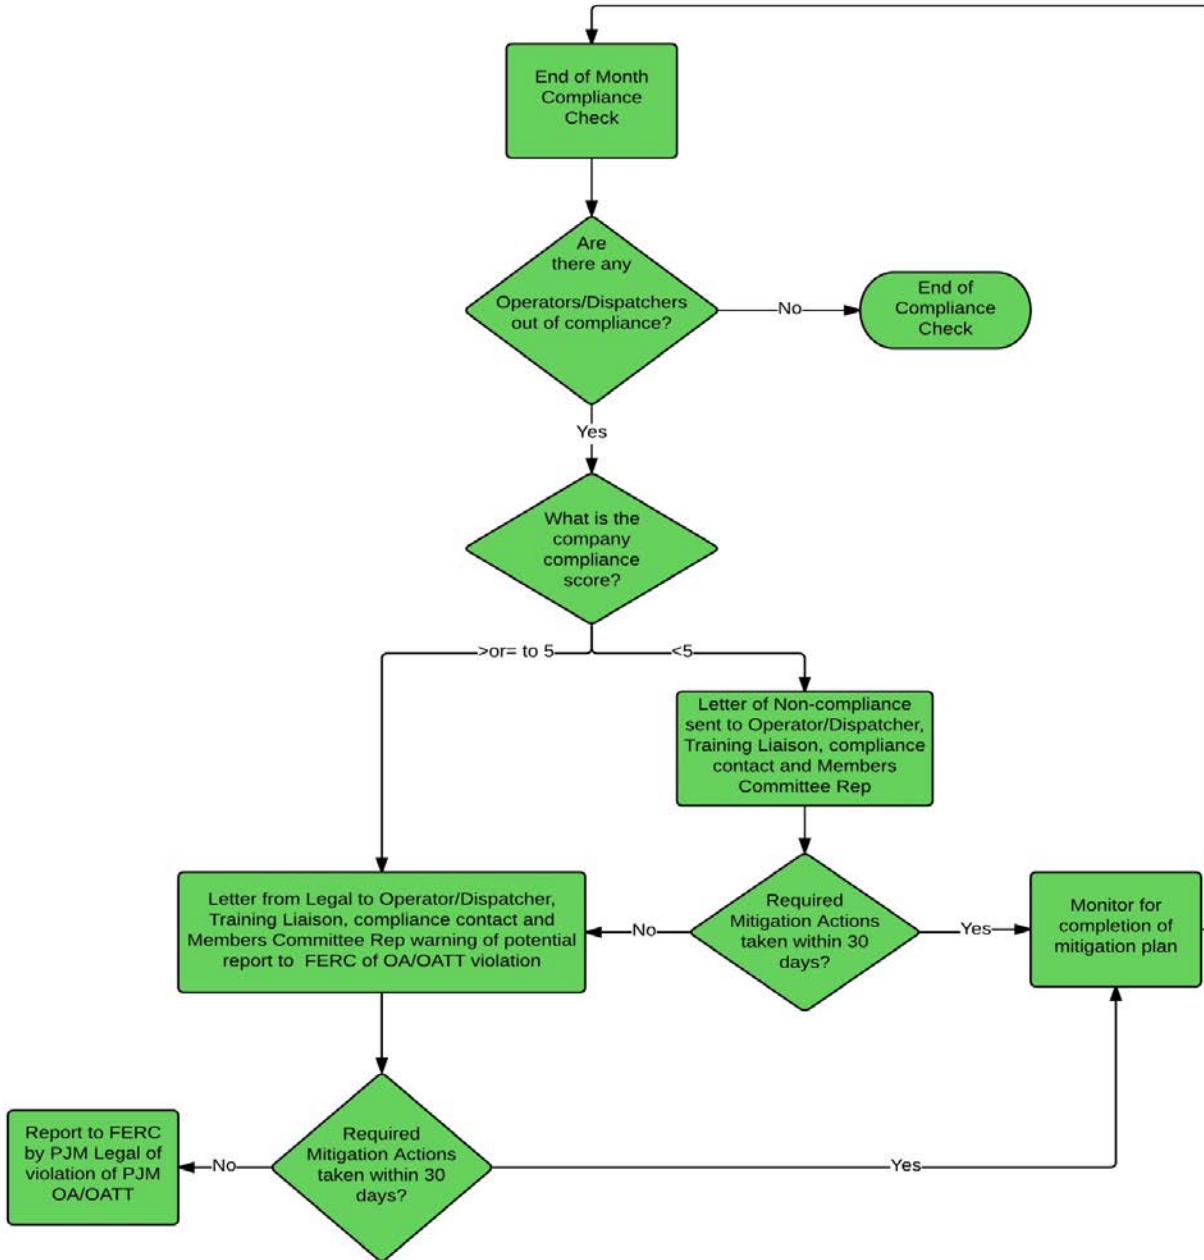 End of Month
Compliance
Check
Are
there any
Operators/Dispatchers
out of compliance?
No
End of
Compliance
Check
Yes
What is the
company
compliance
score?
>or= to 5
<5
Letter of Non-compliance
sent to Operator/Dispatcher,
Training Liaison, compliance
contact and Members
Committee Rep
Letter from Legal to Operator/Dispatcher,
Training Liaison, compliance contact and
Members Committee Rep warning of potential
report to FERC of OA/OATT violation
No
Required
Mitigation Actions
taken within 30
days?
Yes
Monitor for
completion of
mitigation plan
Report to FERC
by PJM Legal of
violation of PJM
OA/OATT
No
Required
Mitigation Actions
taken within 30
days?
Yes